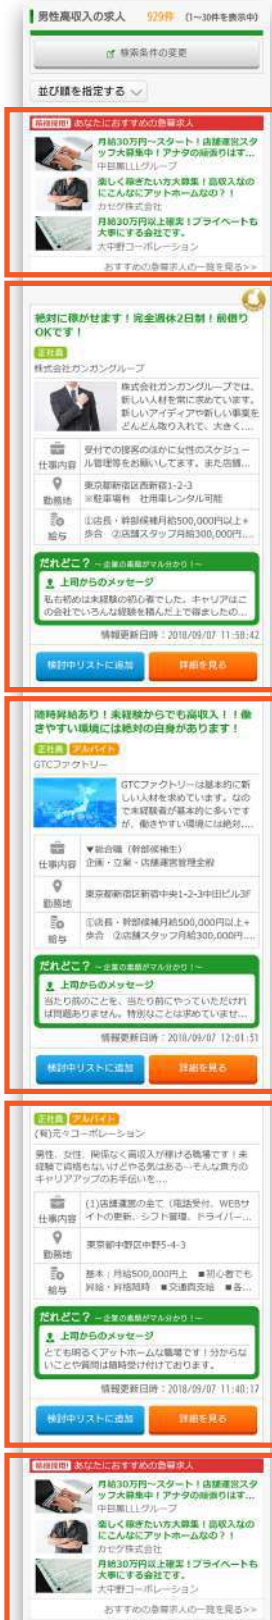 男性高収入の求人 929件 (1〜30件を表示中)
検索条件の変更
並び順を指定する
積極採用! あなたにおすすめの急募求人
月給30万円〜スタート！店舗運営スタッフ大募集中！アナタの頑張りはす...
中目黒LLLグループ
楽しく稼ぎたい方大募集！高収入なのにこんなにアットホームなの？！
カセゲ株式会社
月給30万円以上確実！プライベートも大事にする会社です。
大中野コーポレーション
おすすめの急募求人の一覧を見る>>
絶対に稼がせます！完全週休2日制！前借りOKです！
正社員
株式会社ガンガングループ
株式会社ガンガングループでは、
新しい人材を常に求めています。
新しいアイディアや新しい事業を
どんどん取り入れて、大きく....
仕事内容
受付での接客のほかに女性のスケジュー
ル管理等をお願いしてます。また店舗...
勤務地
東京都新宿区西新宿1-2-3
※駐車場有 社用車レンタル可能
給与
①店長・幹部候補月給500,000円以上+
歩合 ②店舗スタッフ月給300,000円....
だれどこ？ 〜企業の素顔がマル分かり！〜
上司からのメッセージ
私も初めは未経験の初心者でした。キャリアはこ
の会社でいろんな経験を積んだ上で得ましたの...
情報更新日時：2018/09/07 11:58:42
検討中リストに追加 詳細を見る
随時昇給あり！未経験からでも高収入！！働
きやすい環境には絶対の自身があります！
正社員 アルバイト
GTCファクトリー
GTCファクトリーは基本的に新
しい人材を求めています。なの
で未経験者が基本的に多いです
が、働きやすい環境には絶対....
仕事内容
▼総合職（幹部候補生）
企画・立案・店舗運営管理全般
勤務地
東京都新宿区新宿中央1-2-3中田ビル3F
給与
①店長・幹部候補月給500,000円以上+
歩合 ②店舗スタッフ月給300,000円....
だれどこ？ 〜企業の素顔がマル分かり！〜
上司からのメッセージ
当たり前のことを、当たり前にやっていただけれ
ば問題ありません。特別なことは求めていませ...
情報更新日時：2018/09/07 12:01:51
検討中リストに追加 詳細を見る
正社員 アルバイト
(有)元々コーポレーション
男性、女性、関係なく高収入が稼げる職場です！未
経験で資格もないけどやる気はある…そんな貴方の
キャリアアップのお手伝いを....
仕事内容
(1)店舗運営の全て（電話受付、WEBサ
イトの更新、シフト管理、ドライバー...
勤務地
東京都中野区中野5-4-3
給与
基本：月給500,000円上 ■初心者でも
昇給・昇格随時 ■交通費支給 ■各...
だれどこ？ 〜企業の素顔がマル分かり！〜
上司からのメッセージ
とても明るくアットホームな職場です！分からな
いことや質問は随時受け付けております。
情報更新日時：2018/09/07 11:40:17
検討中リストに追加 詳細を見る
積極採用! あなたにおすすめの急募求人
月給30万円〜スタート！店舗運営スタ
ッフ大募集中！アナタの頑張りはす...
中目黒LLLグループ
楽しく稼ぎたい方大募集！高収入なの
にこんなにアットホームなの？！
カセゲ株式会社
月給30万円以上確実！プライベートも
大事にする会社です。
大中野コーポレーション
おすすめの急募求人の一覧を見る>>